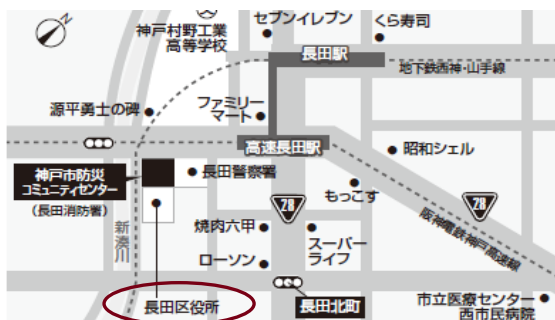 セブンイレブン
くら寿司
神戸村野工業
高等学校
長田駅
地下鉄西神・山手線
源平勇士の碑
ファミリー
マート
高速長田駅
昭和シェル
神戸市防災
コミュニティセンター
(長田消防署)
長田警察署
もっこす
28
28
新湊川
焼肉六甲
スーパー
ライフ
阪神電鉄神戸高速線
ローソン
長田区役所
長田北町
市立医療センター
西市民病院